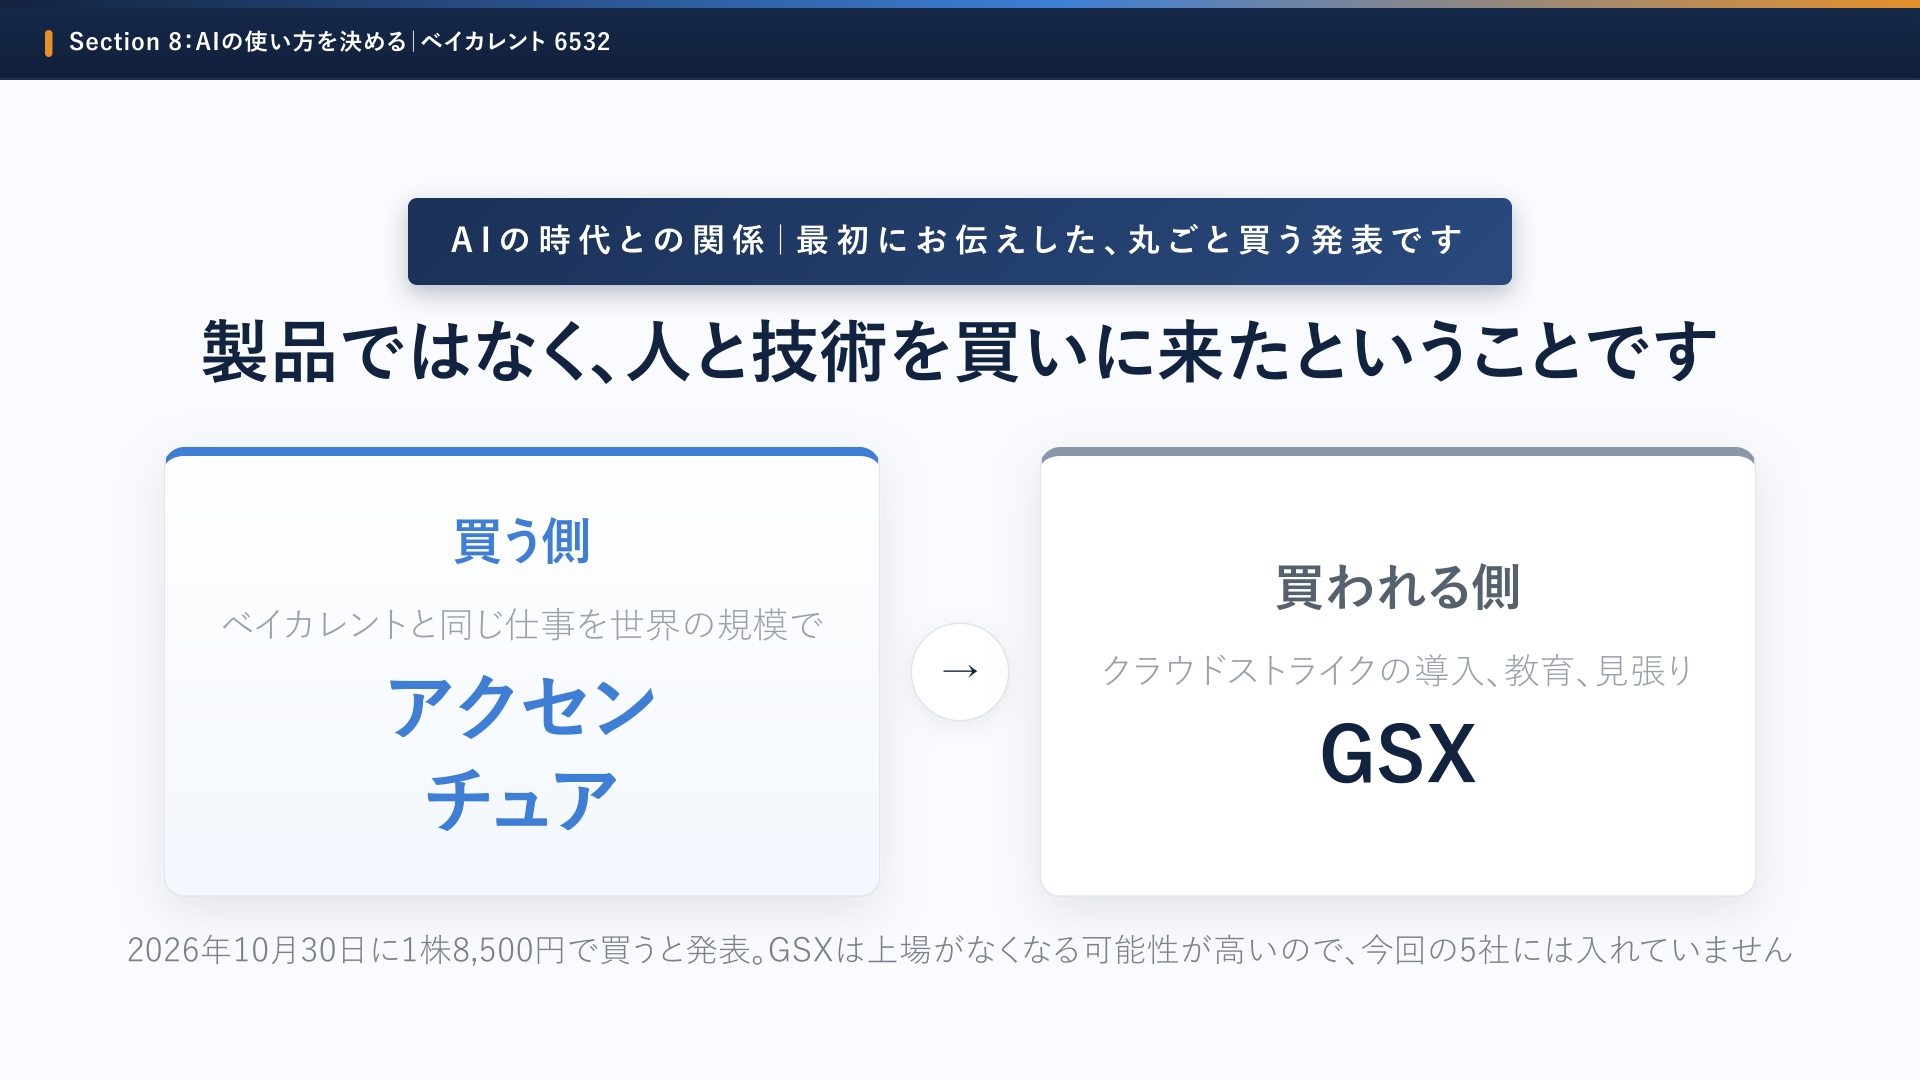 Section 8：AIの使い方を決める｜ベイカレント 6532
AIの時代との関係｜最初にお伝えした、丸ごと買う発表です
製品ではなく、人と技術を買いに来たということです
買う側
ベイカレントと同じ仕事を世界の規模で
アクセン
チュア
→
買われる側
クラウドストライクの導入、教育、見張り
GSX
2026年10月30日に1株8,500円で買うと発表。GSXは上場がなくなる可能性が高いので、今回の5社には入れていません